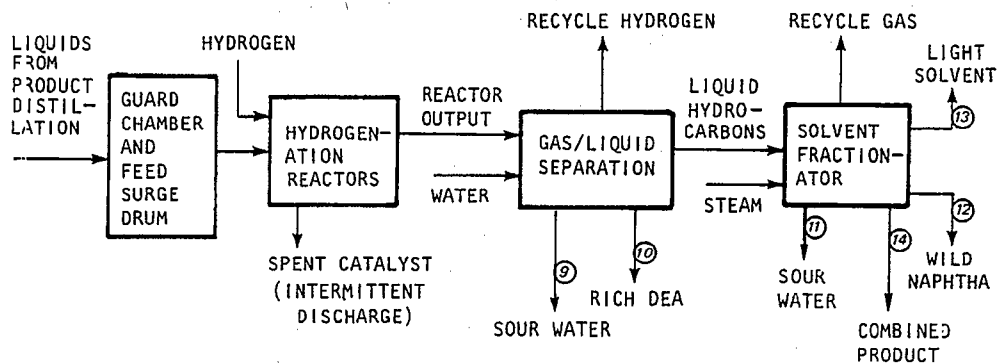 LIQUIDS
FROM
PRODUCT
DISTIL-
LATION
GUARD
CHAMBER
AND
FEED
SURGE
DRUM
HYDROGEN
HYDROGEN-
ATION
REACTORS
SPENT CATALYST
(INTERMITTENT
DISCHARGE)
REACTOR
OUTPUT
WATER
RECYCLE HYDROGEN
GAS/LIQUID
SEPARATION
9
SOUR WATER
10
RICH DEA
LIQUID
HYDRO-
CARBONS
STEAM
RECYCLE GAS
SOLVENT
FRACTION-
ATOR
LIGHT
SOLVENT
13
12
WILD
NAPHTHA
11
SOUR
WATER
14
COMBINED
PRODUCT